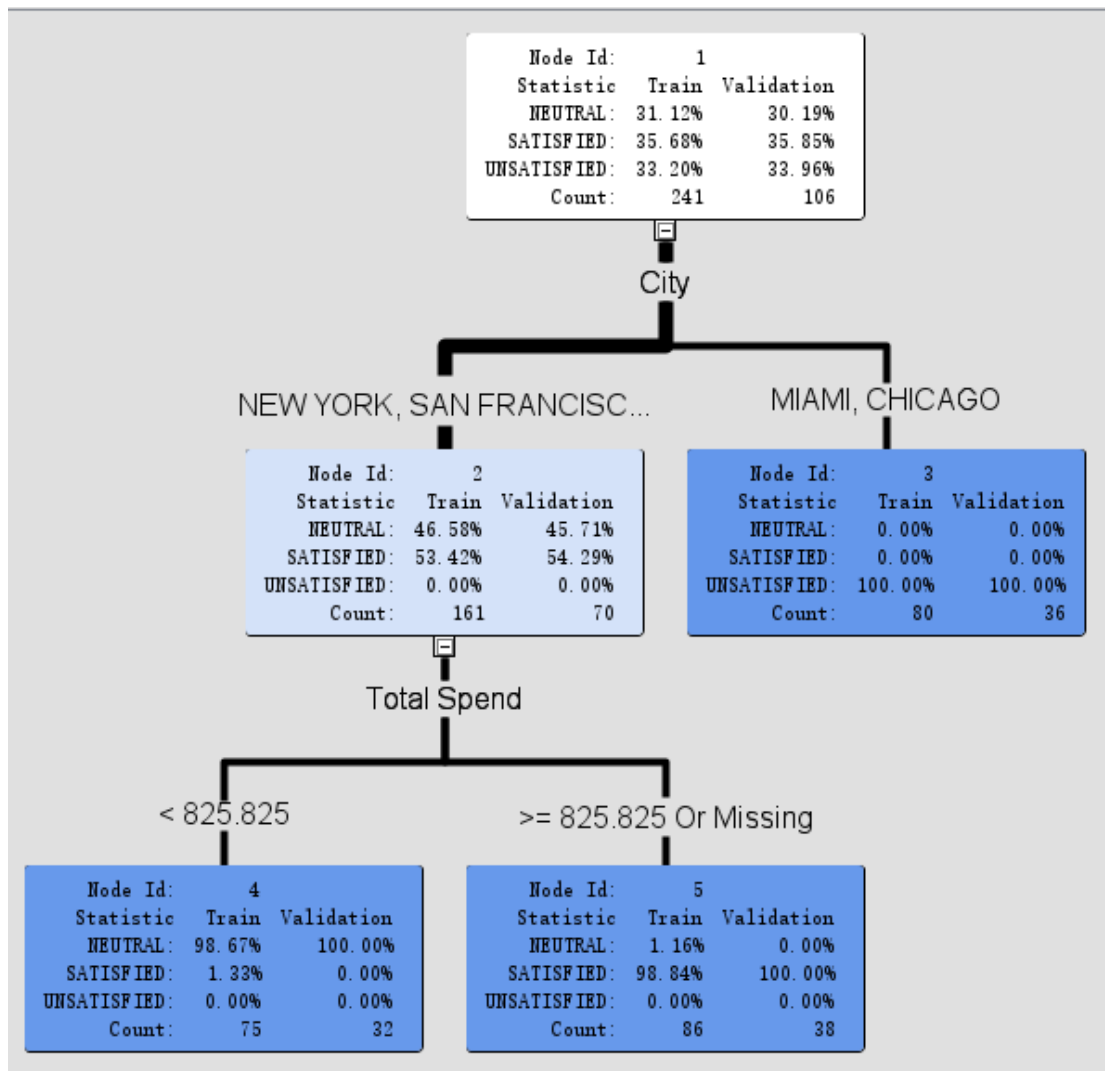 Node Id: 1
Statistic Train Validation
NEUTRAL: 31.12% 30.19%
SATISFIED: 35.68% 35.85%
UNSATISFIED: 33.20% 33.96%
Count: 241 106
City
NEW YORK, SAN FRANCISC...
MIAMI, CHICAGO
Node Id: 2
Statistic Train Validation
NEUTRAL: 46.58% 45.71%
SATISFIED: 53.42% 54.29%
UNSATISFIED: 0.00% 0.00%
Count: 161 70
Node Id: 3
Statistic Train Validation
NEUTRAL: 0.00% 0.00%
SATISFIED: 0.00% 0.00%
UNSATISFIED: 100.00% 100.00%
Count: 80 36
Total Spend
< 825.825
>= 825.825 Or Missing
Node Id: 4
Statistic Train Validation
NEUTRAL: 98.67% 100.00%
SATISFIED: 1.33% 0.00%
UNSATISFIED: 0.00% 0.00%
Count: 75 32
Node Id: 5
Statistic Train Validation
NEUTRAL: 1.16% 0.00%
SATISFIED: 98.84% 100.00%
UNSATISFIED: 0.00% 0.00%
Count: 86 38